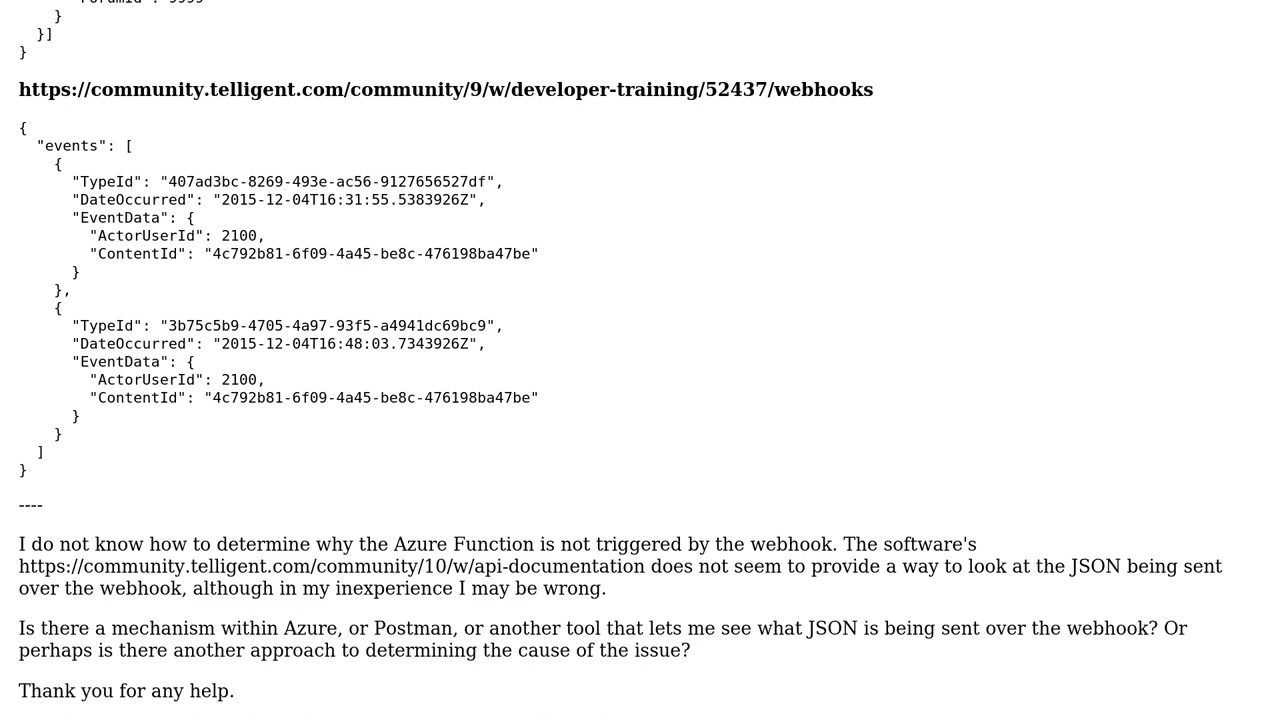 }
  }]
}
https://community.telligent.com/community/9/w/developer-training/52437/webhooks
{
  "events": [
    {
      "TypeId": "407ad3bc-8269-493e-ac56-9127656527df",
      "DateOccurred": "2015-12-04T16:31:55.5383926Z",
      "EventData": {
        "ActorUserId": 2100,
        "ContentId": "4c792b81-6f09-4a45-be8c-476198ba47be"
      }
    },
    {
      "TypeId": "3b75c5b9-4705-4a97-93f5-a4941dc69bc9",
      "DateOccurred": "2015-12-04T16:48:03.7343926Z",
      "EventData": {
        "ActorUserId": 2100,
        "ContentId": "4c792b81-6f09-4a45-be8c-476198ba47be"
      }
    }
  ]
}
----
I do not know how to determine why the Azure Function is not triggered by the webhook. The software's
https://community.telligent.com/community/10/w/api-documentation does not seem to provide a way to look at the JSON being sent
over the webhook, although in my inexperience I may be wrong.
Is there a mechanism within Azure, or Postman, or another tool that lets me see what JSON is being sent over the webhook? Or
perhaps is there another approach to determining the cause of the issue?
Thank you for any help.